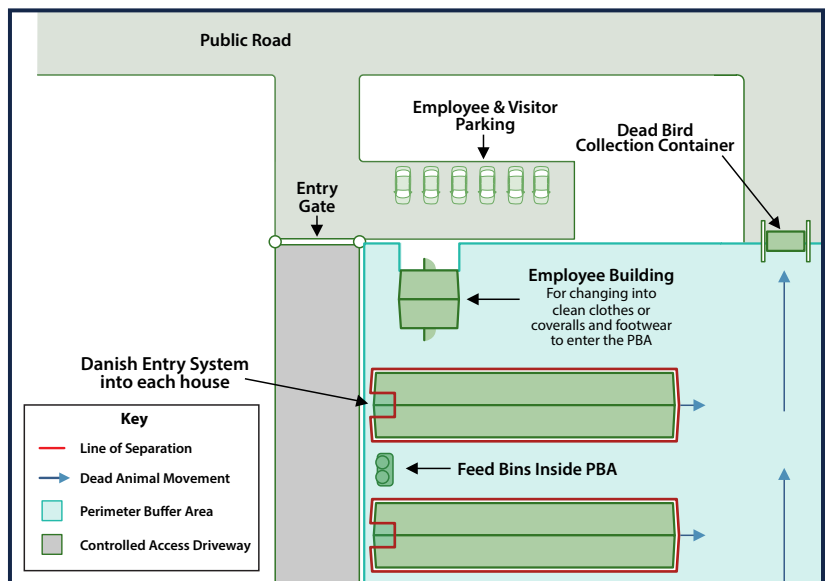 Public Road
Employee & Visitor
Parking
Dead Bird
Collection Container
Entry
Gate
Employee Building
For changing into
clean clothes or
coveralls and footwear
to enter the PBA
Danish Entry System
into each house
Key
Line of Separation
Dead Animal Movement
Perimeter Buffer Area
Controlled Access Driveway
Feed Bins Inside PBA